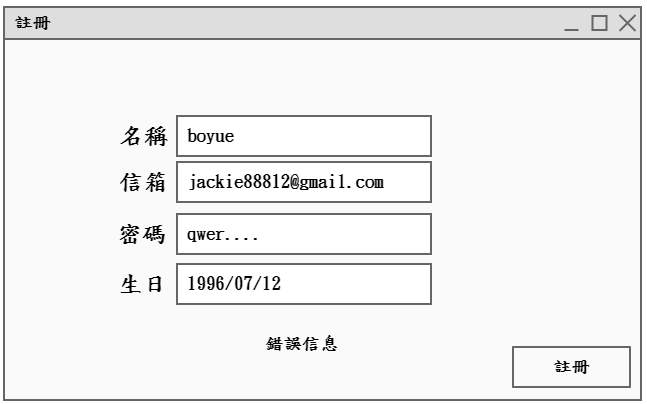 註冊
名稱 boyue
信箱 jackie88812@gmail.com
密碼 qwer....
生日 1996/07/12
錯誤信息
註冊